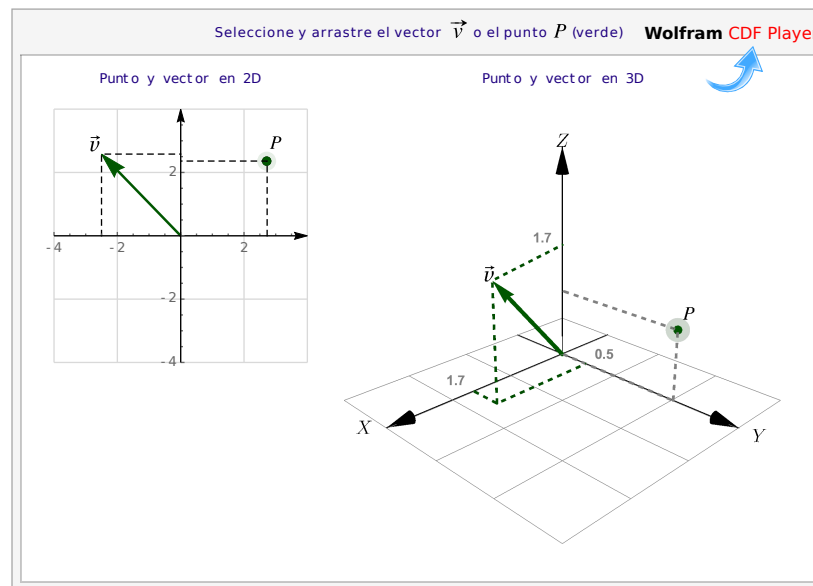 Seleccione y arrastre el vector v⃗ o el punto P (verde) Wolfram CDF Playe
Punto y vector en 2D
Punto y vector en 3D
v⃗
P
2
-4
-2
2
-2
-4
Z
1.7
v⃗
P
0.5
1.7
X
Y